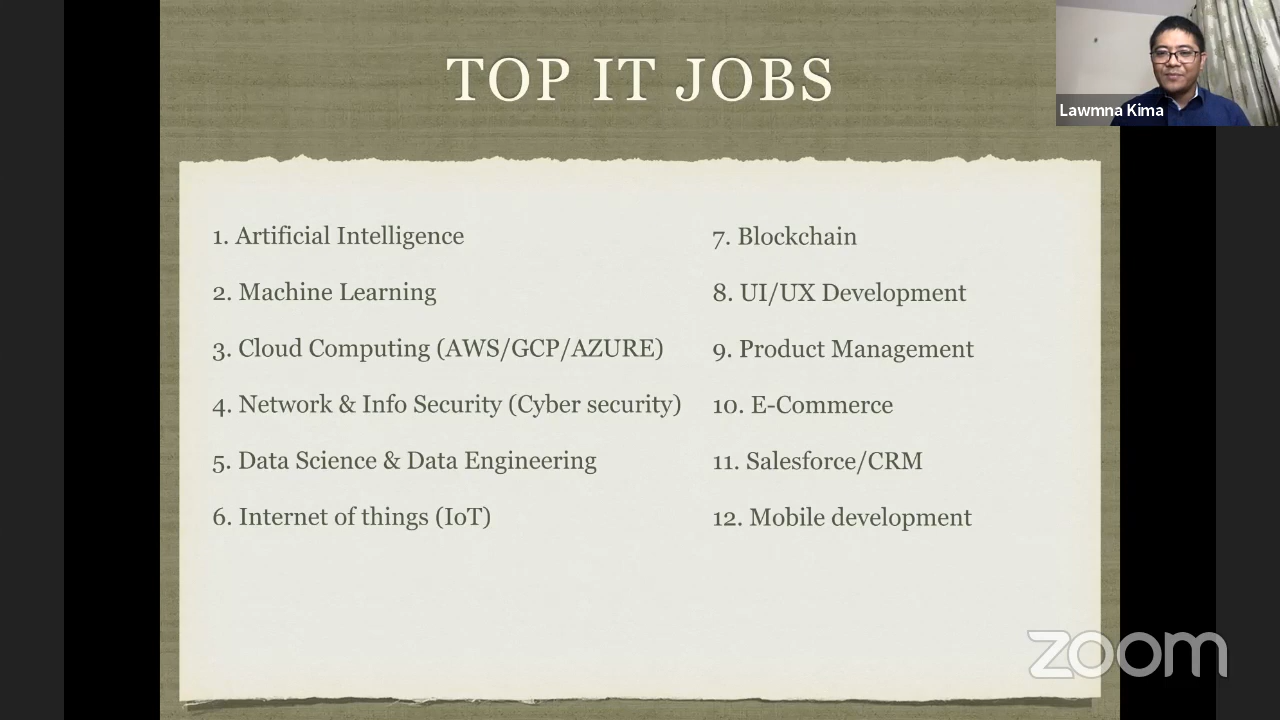 TOP IT JOBS
Lawmna Kima
1. Artificial Intelligence
2. Machine Learning
3. Cloud Computing (AWS/GCP/AZURE)
4. Network & Info Security (Cyber security)
5. Data Science & Data Engineering
6. Internet of things (IoT)
7. Blockchain
8. UI/UX Development
9. Product Management
10. E-Commerce
11. Salesforce/CRM
12. Mobile development
zoom